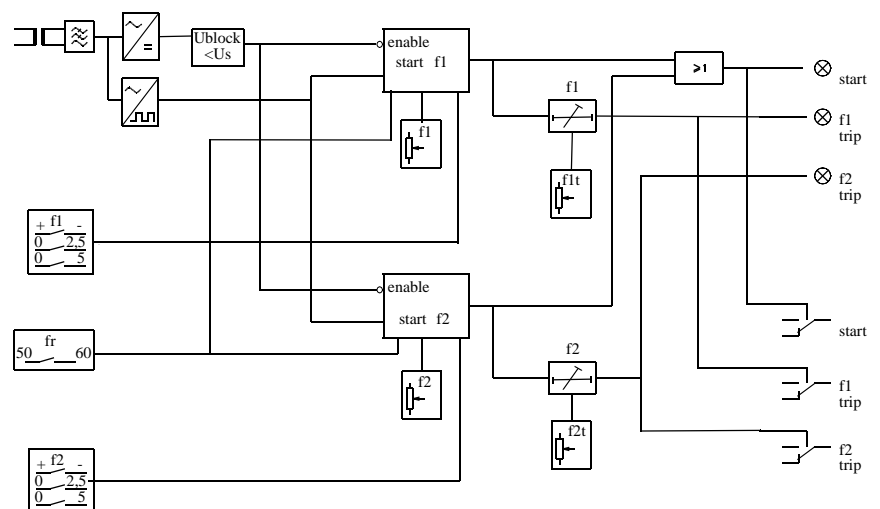 Ublock
<Us
enable
start f1
≥1
start
f1
f1
trip
f1
f1t
f2
trip
+ f1 -
0 2,5
0 5
enable
start f2
start
fr
50 60
f2
f2
f1
trip
f2t
f2
trip
+ f2 -
0 2,5
0 5